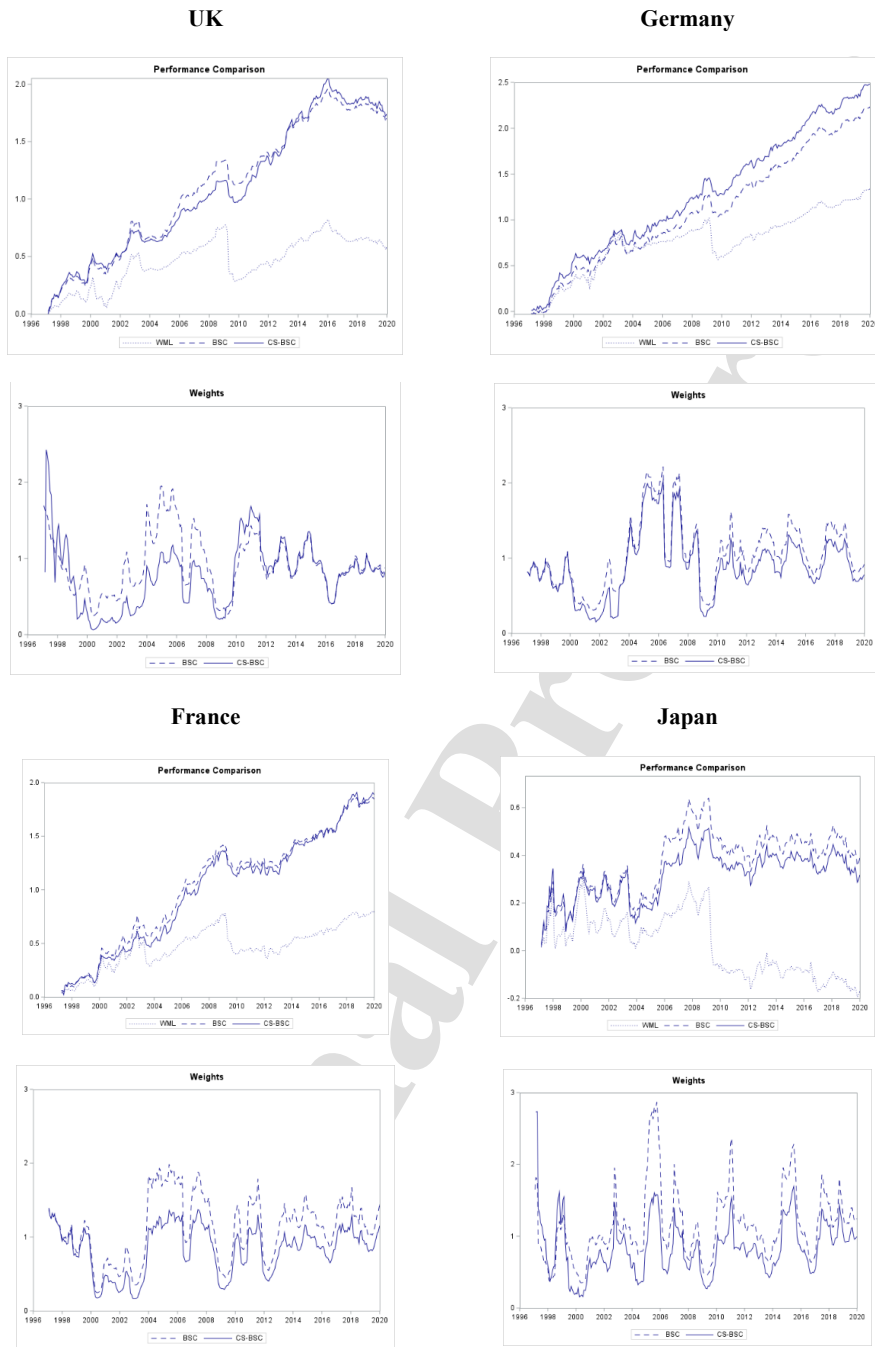 UK
Germany
Performance Comparison
2.0
1.5
1.0
0.5
0.0
1996 1998 2000 2002 2004 2006 2008 2010 2012 2014 2016 2018 2020
WML BSC CS-BSC
Performance Comparison
2.5
2.0
1.5
1.0
0.5
0.0
1996 1998 2000 2002 2004 2006 2008 2010 2012 2014 2016 2018 2020
WML BSC CS-BSC
Weights
3
2
1
0
1996 1998 2000 2002 2004 2006 2008 2010 2012 2014 2016 2018 2020
BSC CS-BSC
Weights
3
2
1
0
1996 1998 2000 2002 2004 2006 2008 2010 2012 2014 2016 2018 2020
BSC CS-BSC
France
Japan
Performance Comparison
2.0
1.5
1.0
0.5
0.0
1996 1998 2000 2002 2004 2006 2008 2010 2012 2014 2016 2018 2020
WML BSC CS-BSC
Performance Comparison
0.6
0.4
0.2
0.0
-0.2
1996 1998 2000 2002 2004 2006 2008 2010 2012 2014 2016 2018 2020
WML BSC CS-BSC
Weights
3
2
1
0
1996 1998 2000 2002 2004 2006 2008 2010 2012 2014 2016 2018 2020
BSC CS-BSC
Weights
3
2
1
0
1996 1998 2000 2002 2004 2006 2008 2010 2012 2014 2016 2018 2020
BSC CS-BSC